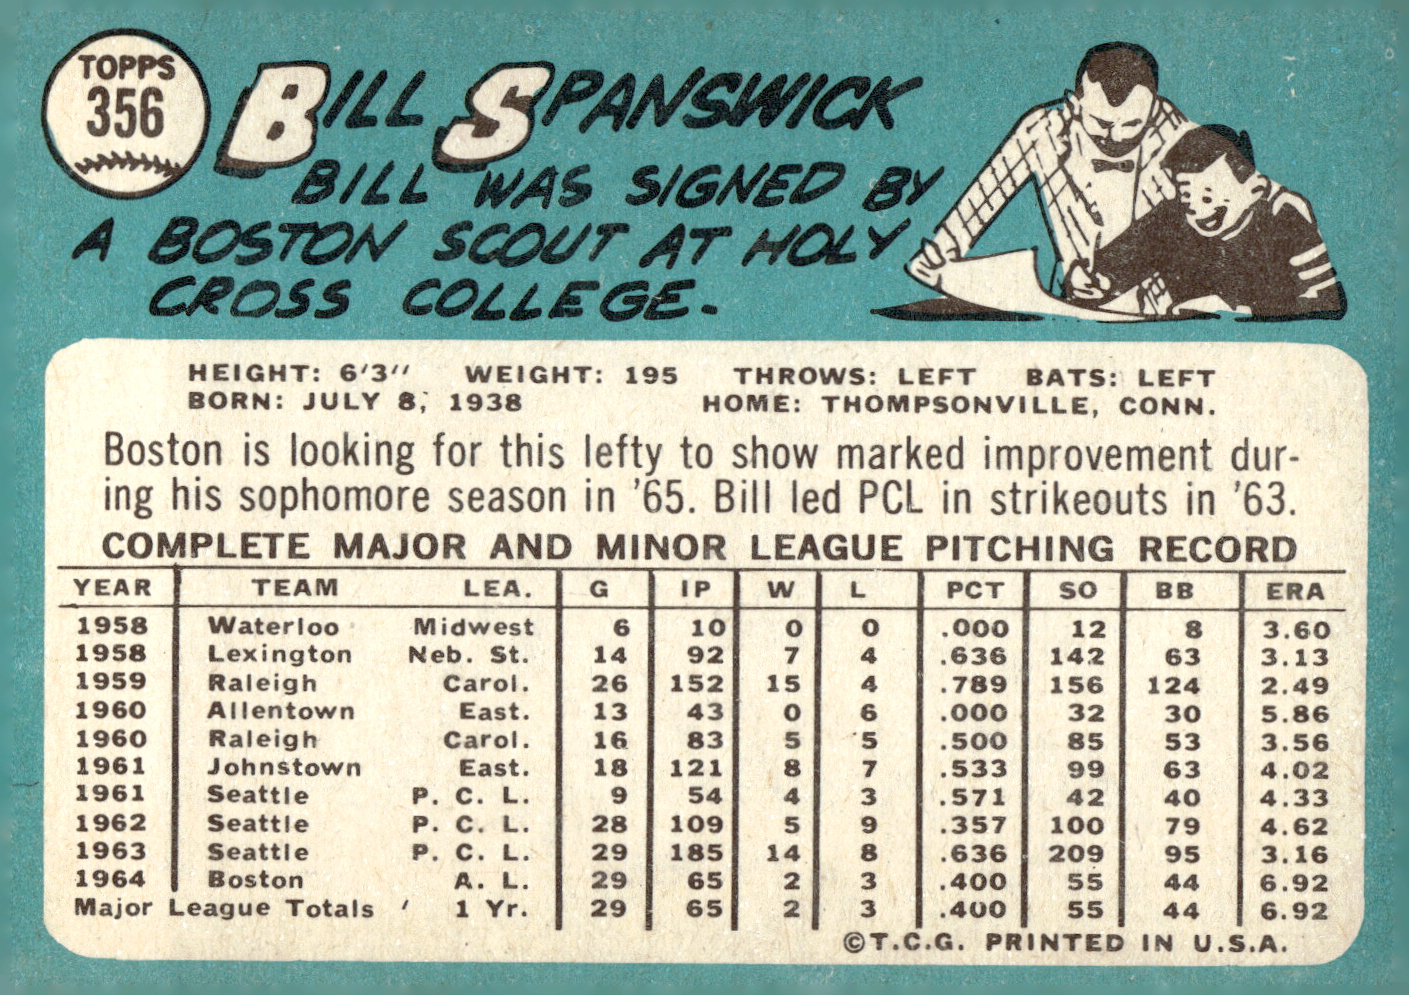 TOPPS
356
BILL SPANSWICK
BILL WAS SIGNED BY
A BOSTON SCOUT AT HOLY
CROSS COLLEGE.
HEIGHT: 6'3" WEIGHT: 195 THROWS: LEFT BATS: LEFT
BORN: JULY 8, 1938 HOME: THOMPSONVILLE, CONN.
Boston is looking for this lefty to show marked improvement dur-
ing his sophomore season in '65. Bill led PCL in strikeouts in '63.
COMPLETE MAJOR AND MINOR LEAGUE PITCHING RECORD
YEAR TEAM LEA. G IP W L PCT SO BB ERA
1958 Waterloo Midwest 6 10 0 0 .000 12 8 3.60
1958 Lexington Neb. St. 14 92 7 4 .636 142 63 3.13
1959 Raleigh Carol. 26 152 15 4 .789 156 124 2.49
1960 Allentown East. 13 43 0 6 .000 32 30 5.86
1960 Raleigh Carol. 16 83 5 5 .500 85 53 3.56
1961 Johnstown East. 18 121 8 7 .533 99 63 4.02
1961 Seattle P. C. L. 9 54 4 3 .571 42 40 4.33
1962 Seattle P. C. L. 28 109 5 9 .357 100 79 4.62
1963 Seattle P. C. L. 29 185 14 8 .636 209 95 3.16
1964 Boston A. L. 29 65 2 3 .400 55 44 6.92
Major League Totals 1 Yr. 29 65 2 3 .400 55 44 6.92
©T.C.G. PRINTED IN U.S.A.